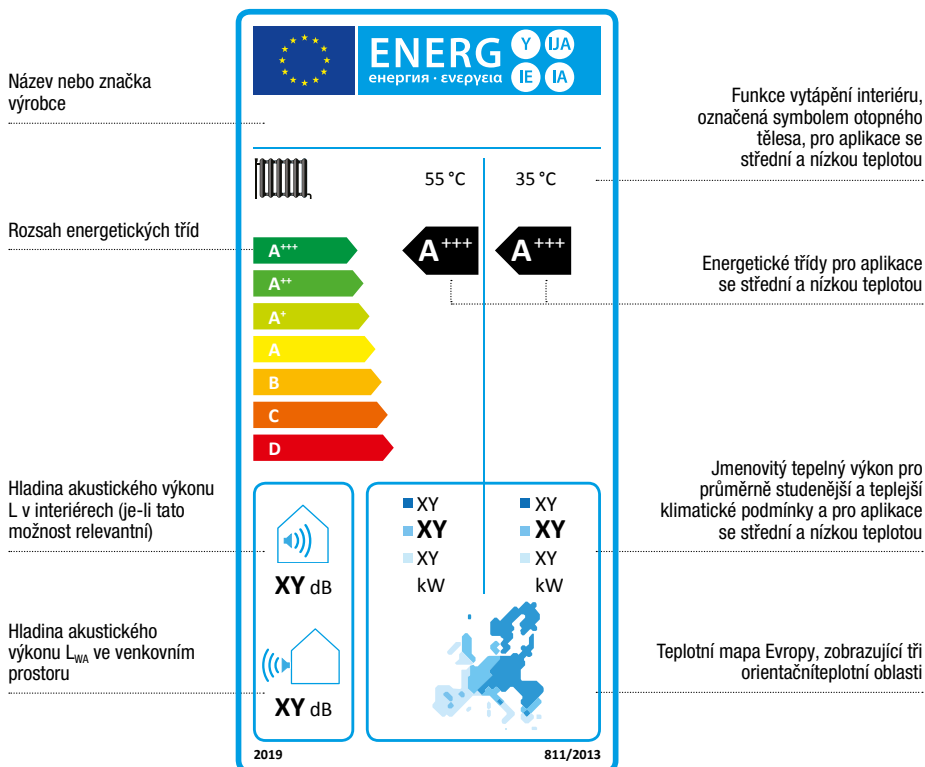 ENERG
Y IJA
IE IA
енергия · ενεργεια
Název nebo značka
výrobce
Funkce vytápění interiéru,
označená symbolem otopného
tělesa, pro aplikace se
střední a nízkou teplotou
55 °C
35 °C
Rozsah energetických tříd
A+++
A++
A+
A
B
C
D
A+++
A+++
Energetické třídy pro aplikace
se střední a nízkou teplotou
Hladina akustického výkonu
L v interiérech (je-li tato
možnost relevantní)
XY dB
XY
XY
XY
kW
XY
XY
XY
kW
Jmenovitý tepelný výkon pro
průměrně studenější a teplejší
klimatické podmínky a pro aplikace
se střední a nízkou teplotou
Hladina akustického
výkonu LWA ve venkovním
prostoru
XY dB
Teplotní mapa Evropy, zobrazující tři
orientačníteplotní oblasti
2019
811/2013